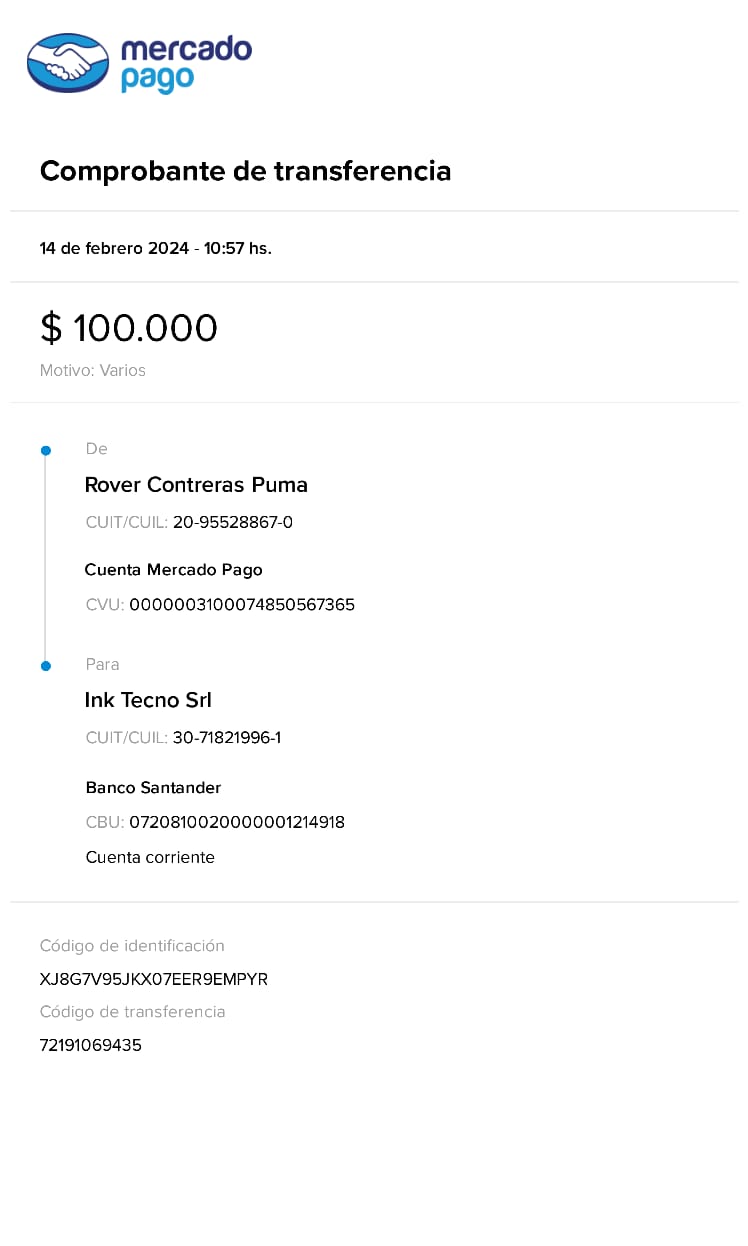 mercado
pago
Comprobante de transferencia
14 de febrero 2024 - 10:57 hs.
$ 100.000
Motivo: Varios
De
Rover Contreras Puma
CUIT/CUIL: 20-95528867-0
Cuenta Mercado Pago
CVU: 0000003100074850567365
Para
Ink Tecno Srl
CUIT/CUIL: 30-71821996-1
Banco Santander
CBU: 0720810020000001214918
Cuenta corriente
Código de identificación
XJ8G7V95JKX07EER9EMPYR
Código de transferencia
72191069435